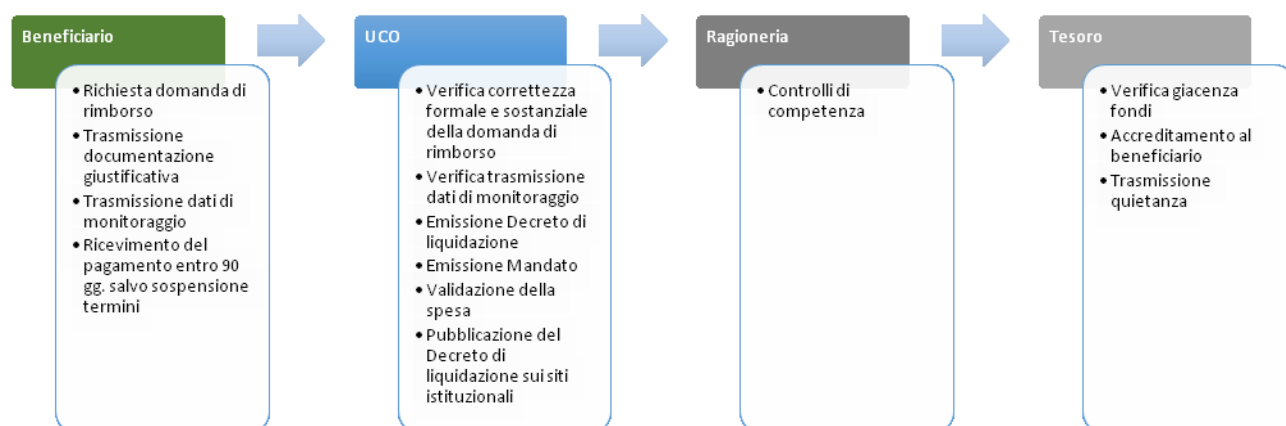 Beneficiario
• Richiesta domanda di
rimborso
• Trasmissione
documentazione
giustificativa
• Trasmissione dati di
monitoraggio
• Ricevimento del
pagamento entro 90
gg. salvo sospensione
termini
UCO
• Verifica correttezza
formale e sostanziale
della domanda di
rimborso
• Verifica trasmissione
dati di monitoraggio
• Emissione Decreto di
liquidazione
• Emissione Mandato
• Validazione della
spesa
• Pubblicazione del
Decreto di
liquidazione sui siti
istituzionali
Ragioneria
• Controlli di
competenza
Tesoro
• Verifica giacenza
fondi
• Accreditamento al
beneficiario
• Trasmissione
quietanza